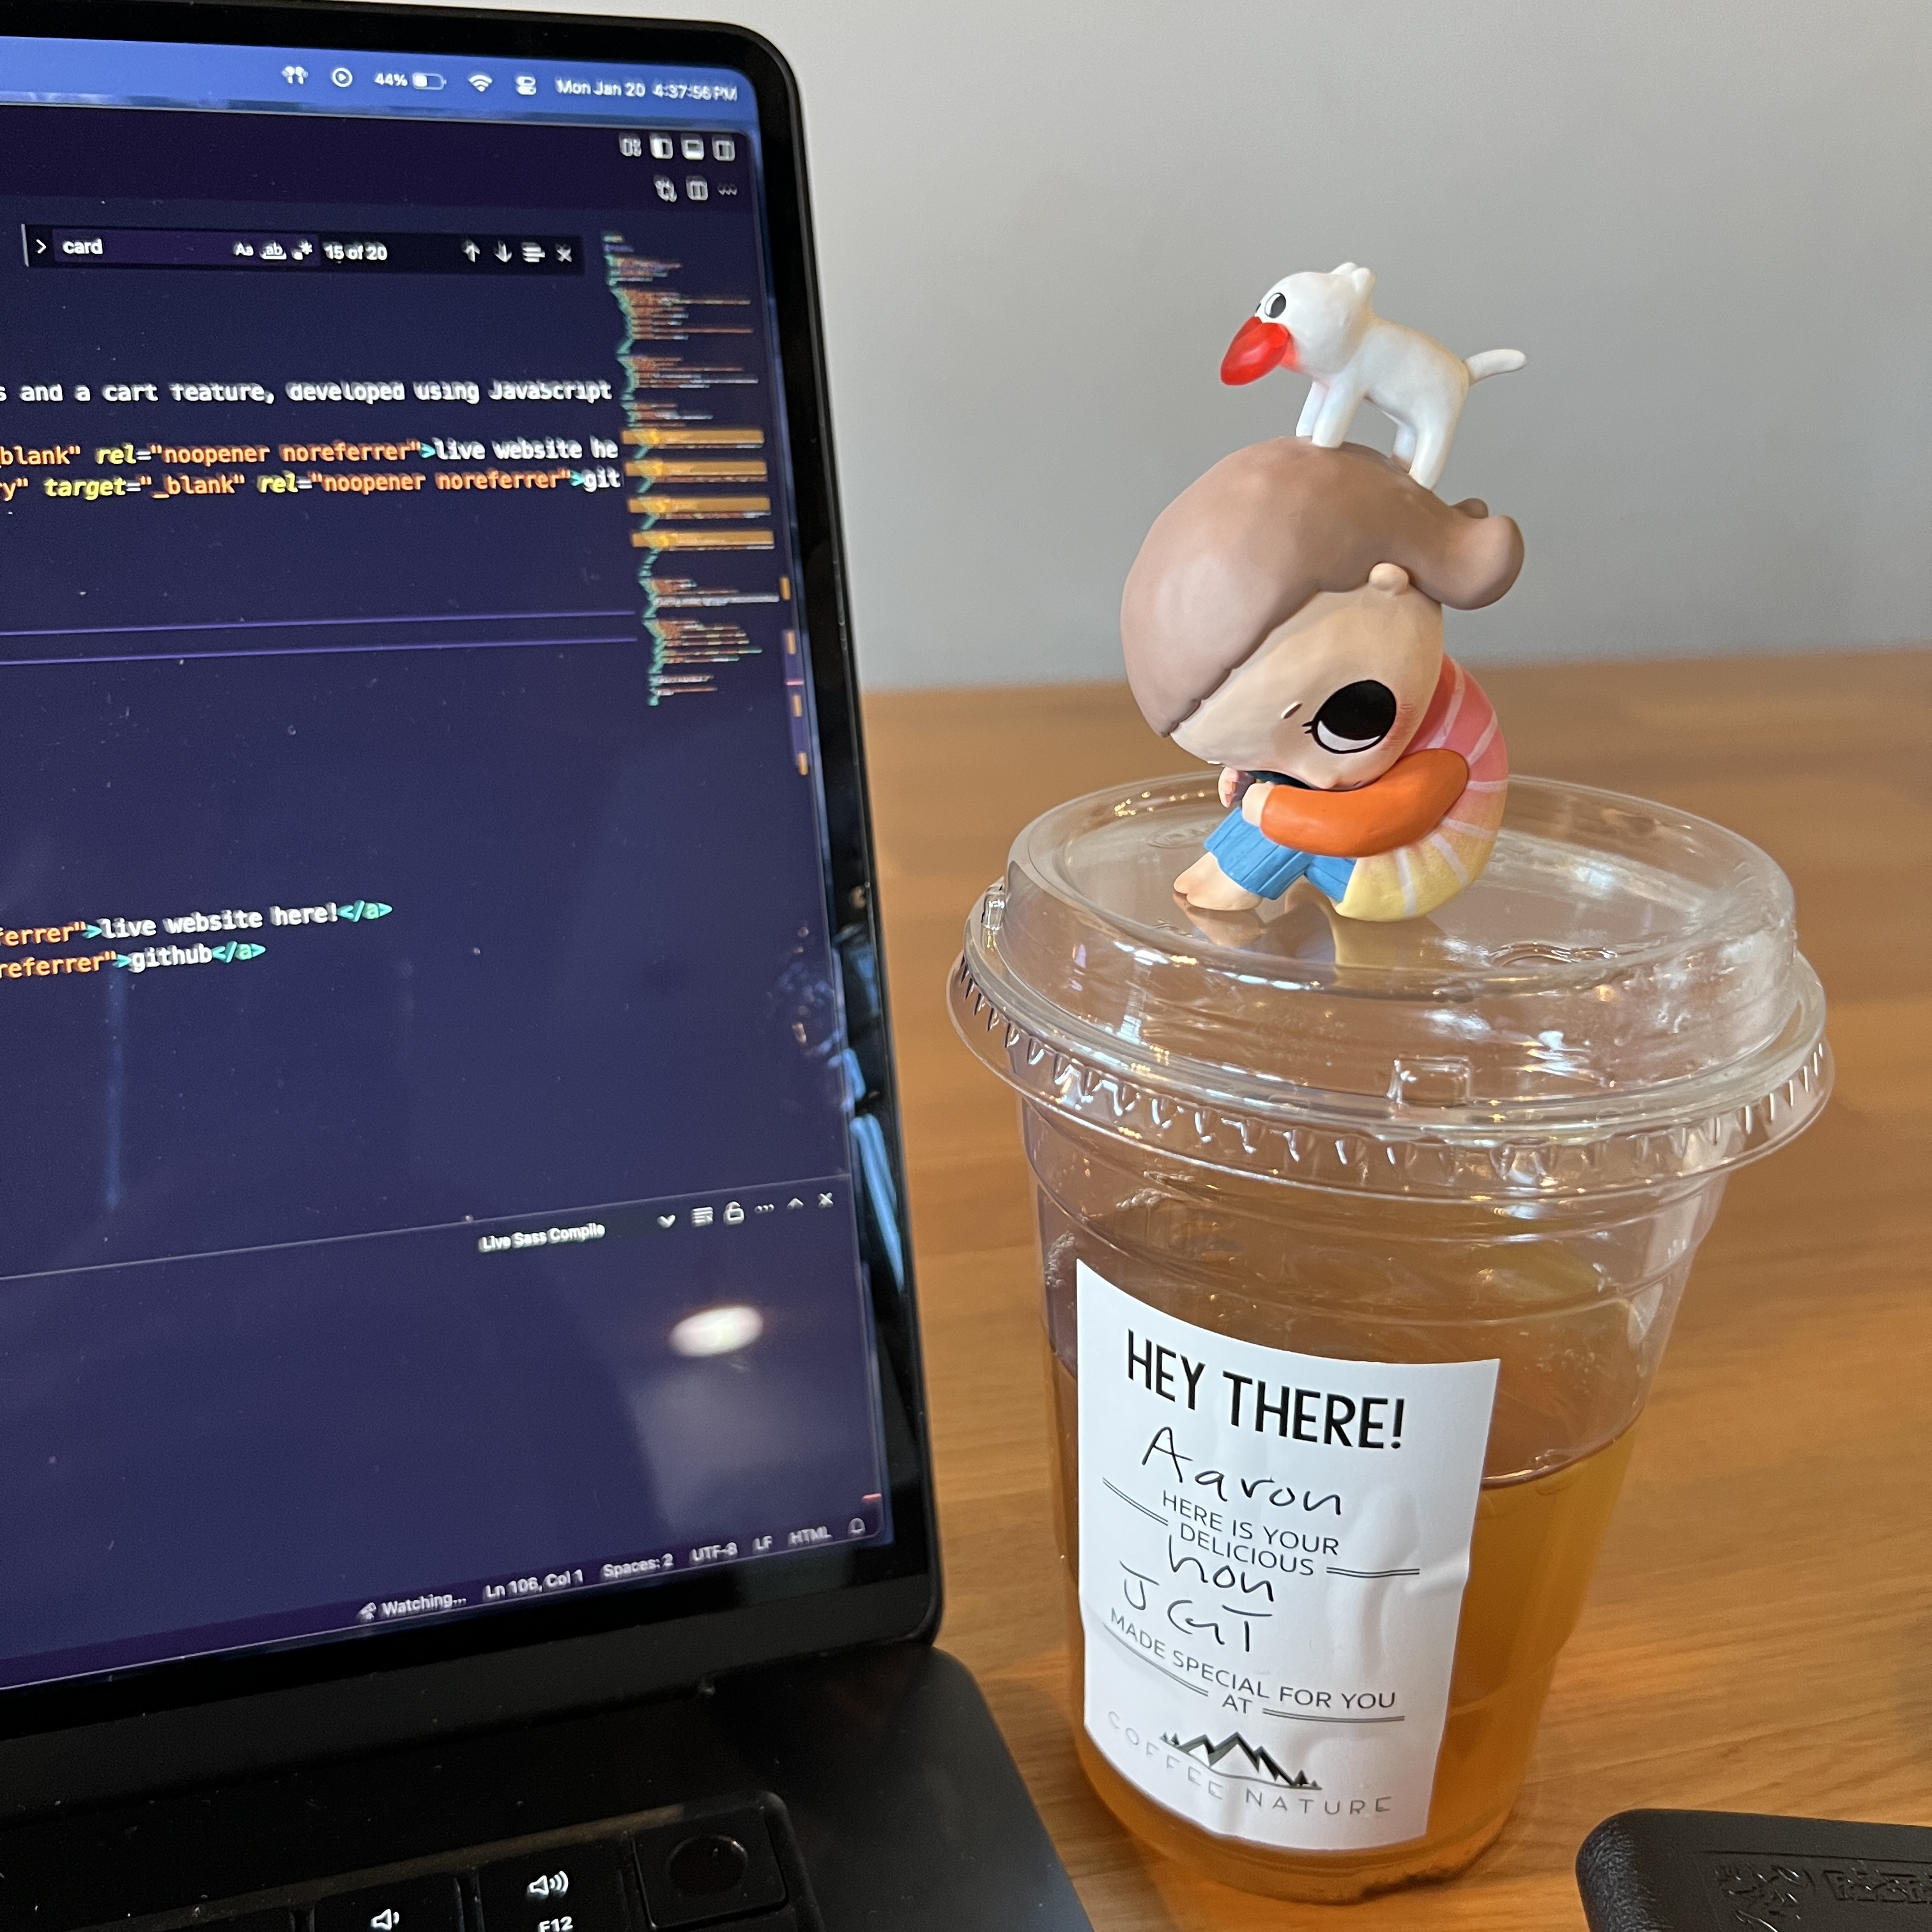 44% Mon Jan 20 4:37:56 PM
card Aa ab 15 of 20
s and a cart feature, developed using JavaScript
_blank" rel="noopener noreferrer">live website he
y" target="_blank" rel="noopener noreferrer">git
ferrer">live website here!</a>
referrer">github</a>
Live Sass Compile
Watching... Ln 106, Col 1 Spaces: 2 UTF-8 LF HTML
F12
HEY THERE!
Aaron
HERE IS YOUR
DELICIOUS
hon
MADE SPECIAL FOR YOU
AT
COFFEE NATURE